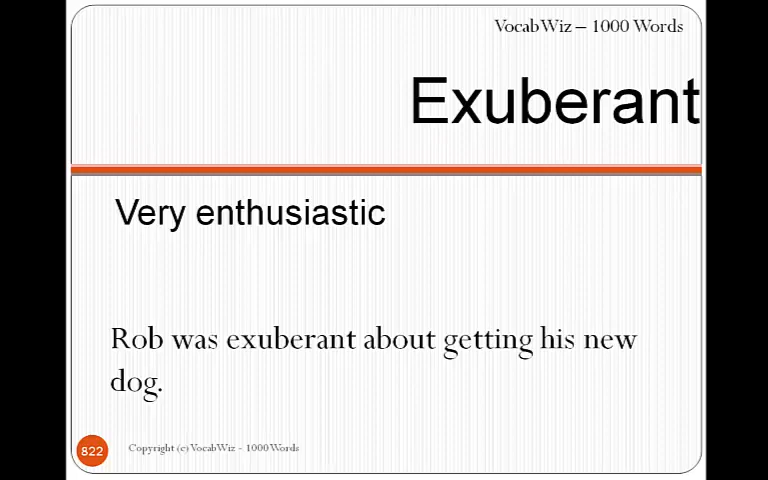 VocabWiz – 1000 Words
Exuberant
Very enthusiastic
Rob was exuberant about getting his new
dog.
822
Copyright (c) VocabWiz - 1000 Words